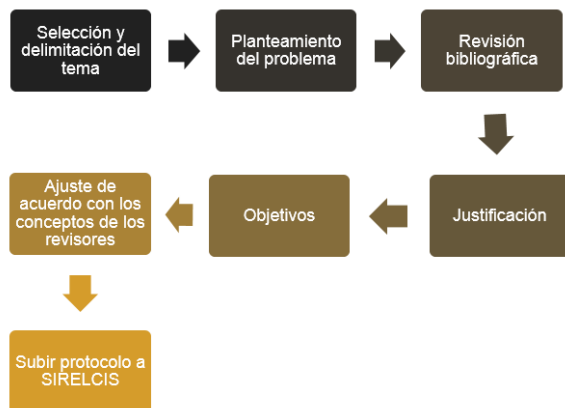 Selección y
delimitación del
tema
Planteamiento
del problema
Revisión
bibliográfica
Justificación
Objetivos
Ajuste de
acuerdo con los
conceptos de los
revisores
Subir protocolo a
SIRELCIS